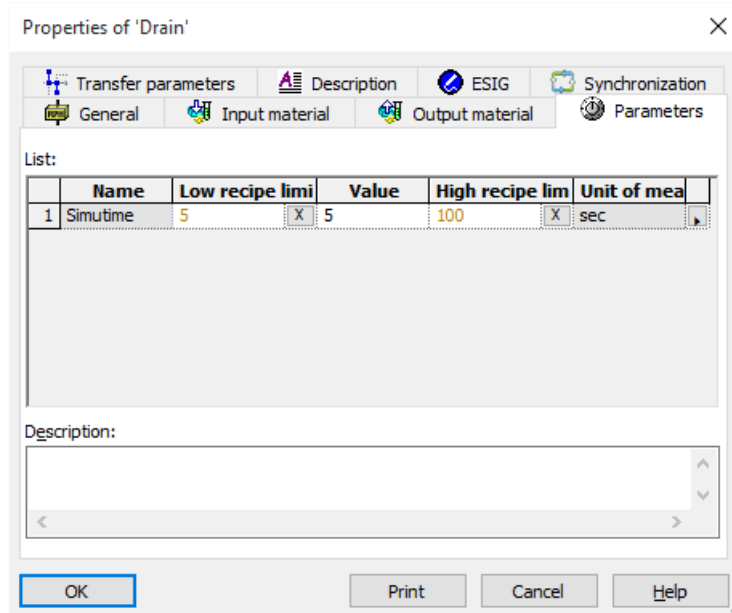 Properties of 'Drain'
Transfer parameters Description ESIG Synchronization
General Input material Output material Parameters
List:
Name Low recipe limi Value High recipe lim Unit of mea
1 Simutime 5 X 5 100 X sec
Description:
OK Print Cancel Help